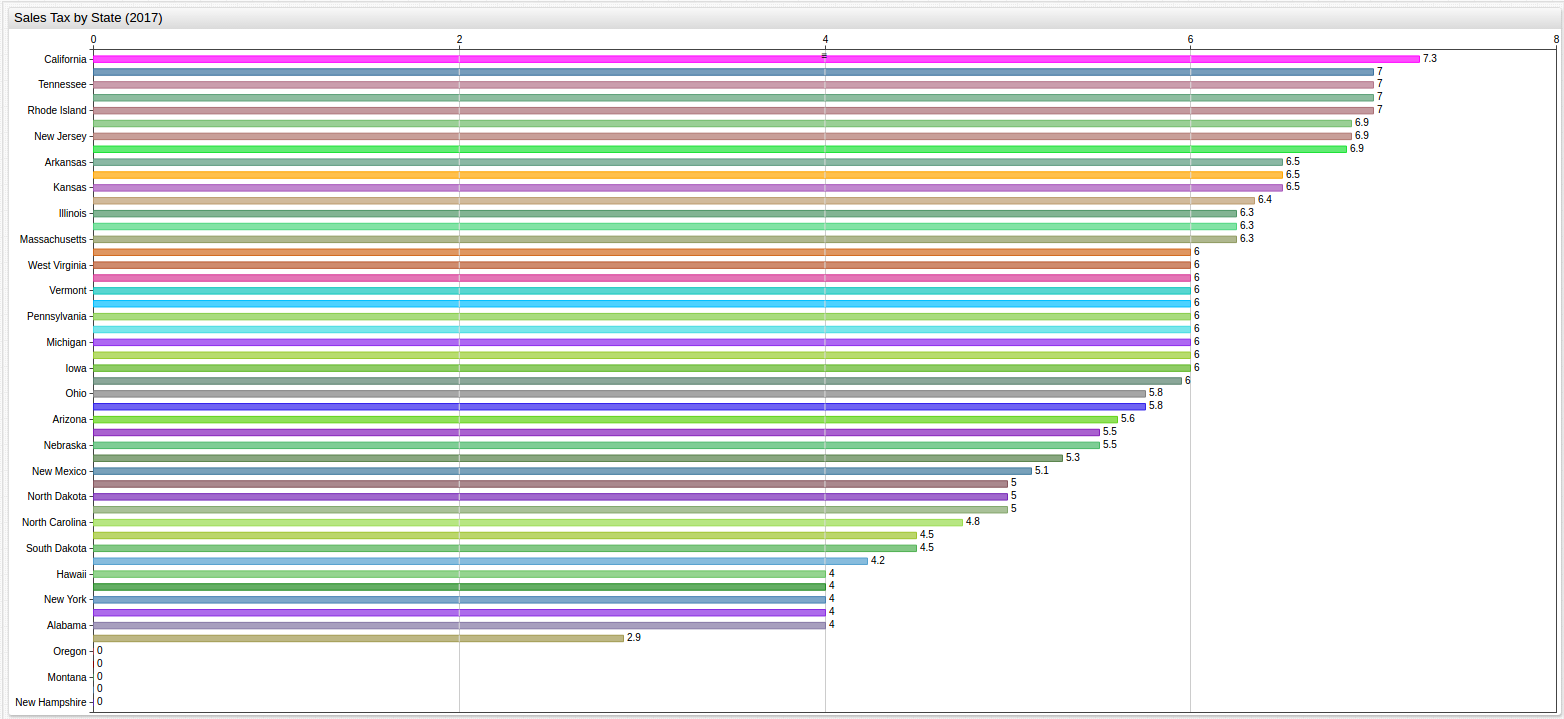 Sales Tax by State (2017)
0 2 4 6 8
=
California 7.3
7
Tennessee 7
7
Rhode Island 7
6.9
New Jersey 6.9
6.9
Arkansas 6.5
6.5
Kansas 6.5
6.4
Illinois 6.3
6.3
Massachusetts 6.3
6
West Virginia 6
6
Vermont 6
6
Pennsylvania 6
6
Michigan 6
6
Iowa 6
6
Ohio 5.8
5.8
Arizona 5.6
5.5
Nebraska 5.5
5.3
New Mexico 5.1
5
North Dakota 5
5
North Carolina 4.8
4.5
South Dakota 4.5
4.2
Hawaii 4
4
New York 4
4
Alabama 4
2.9
Oregon 0
0
Montana 0
0
New Hampshire 0